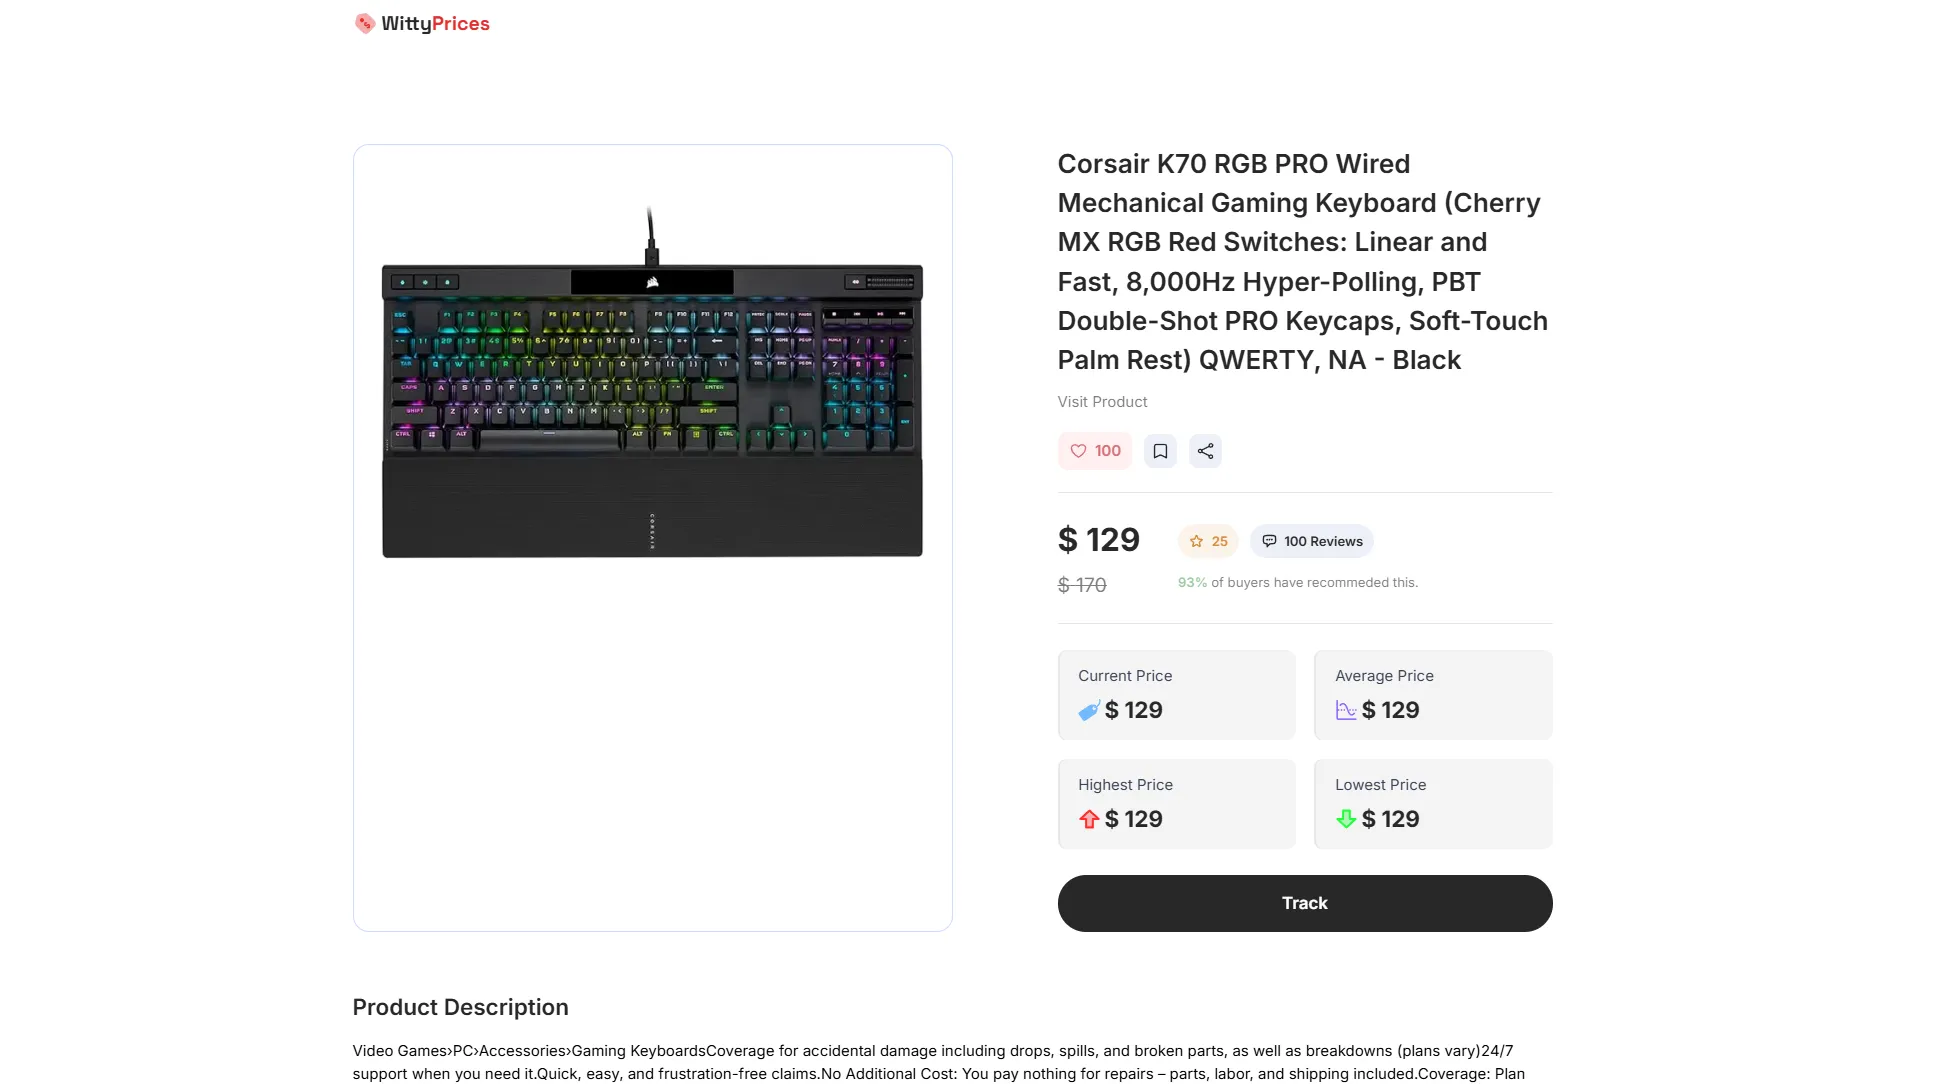 WittyPrices
Corsair K70 RGB PRO Wired
Mechanical Gaming Keyboard (Cherry
MX RGB Red Switches: Linear and
Fast, 8,000Hz Hyper-Polling, PBT
Double-Shot PRO Keycaps, Soft-Touch
Palm Rest) QWERTY, NA - Black
Visit Product
100
$ 129
25
100 Reviews
$ 170
93% of buyers have recommeded this.
Current Price
$ 129
Average Price
$ 129
Highest Price
$ 129
Lowest Price
$ 129
Track
CORSAIR
Product Description
Video Games›PC›Accessories›Gaming KeyboardsCoverage for accidental damage including drops, spills, and broken parts, as well as breakdowns (plans vary)24/7
support when you need it.Quick, easy, and frustration-free claims.No Additional Cost: You pay nothing for repairs – parts, labor, and shipping included.Coverage: Plan